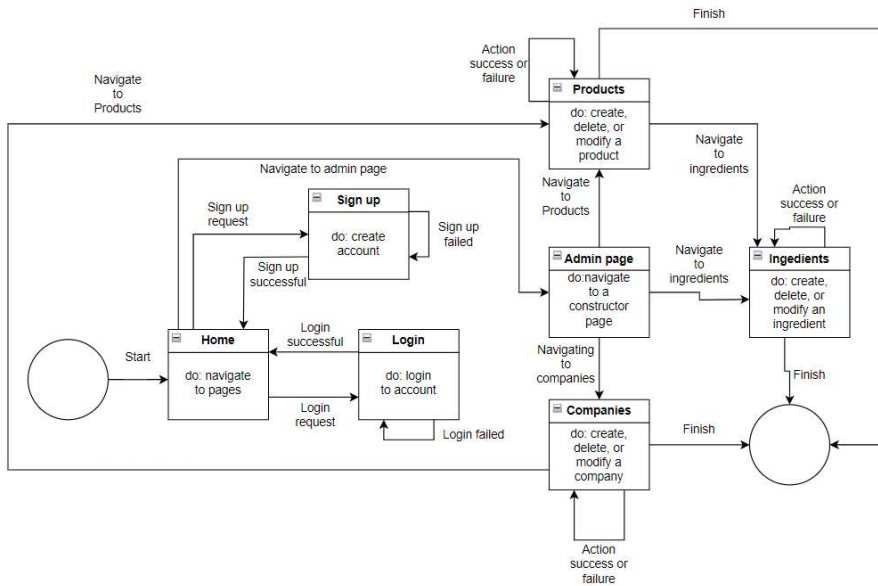 Finish
Action
success or
failure
Navigate
to
Products
Products
do: create,
delete, or
modify a
product
Navigate
to
ingredients
Navigate to admin page
Navigate
to
Products
Action
success or
failure
Sign up
request
Sign up
do: create
account
Sign up
failed
Sign up
successful
Admin page
do:navigate
to a
constructor
page
Navigate
to
ingredients
Ingedients
do: create,
delete, or
modify an
ingredient
Start
Home
do: navigate
to pages
Login
successful
Login
do: login
to account
Login
request
Login failed
Navigating
to
companies
Finish
Companies
do: create,
delete, or
modify a
company
Finish
Action
success or
failure